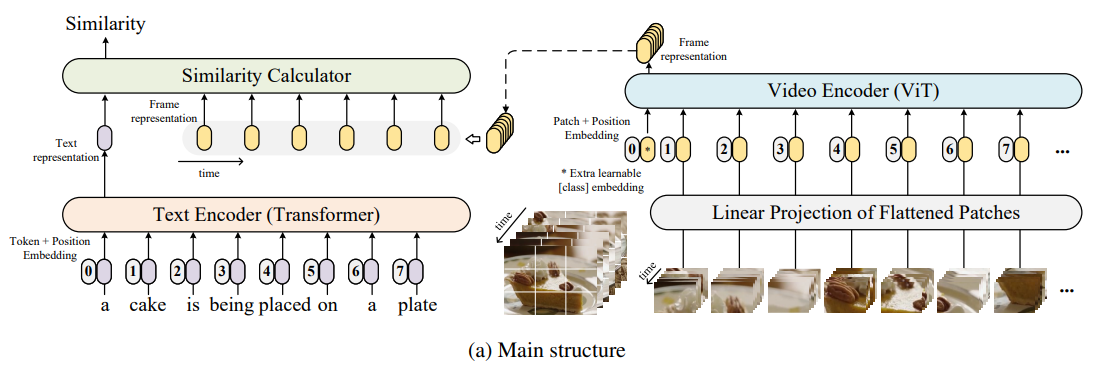 Similarity
Similarity Calculator
Frame
representation
Text
representation
time
Text Encoder (Transformer)
Token + Position
Embedding
0 1 2 3 4 5 6 7
a cake is being placed on a plate
Frame
representation
Video Encoder (ViT)
Patch + Position
Embedding
0 * 1 2 3 4 5 6 7 ...
* Extra learnable
[class] embedding
Linear Projection of Flattened Patches
time
time
...
(a) Main structure